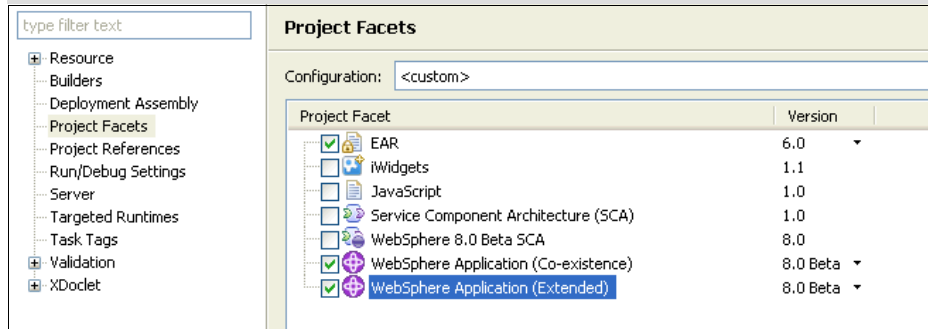 type filter text
Resource
Builders
Deployment Assembly
Project Facets
Project References
Run/Debug Settings
Server
Targeted Runtimes
Task Tags
Validation
XDoclet
Project Facets
Configuration: <custom>
Project Facet Version
EAR 6.0
iWidgets 1.1
JavaScript 1.0
Service Component Architecture (SCA) 1.0
WebSphere 8.0 Beta SCA 8.0
WebSphere Application (Co-existence) 8.0 Beta
WebSphere Application (Extended) 8.0 Beta